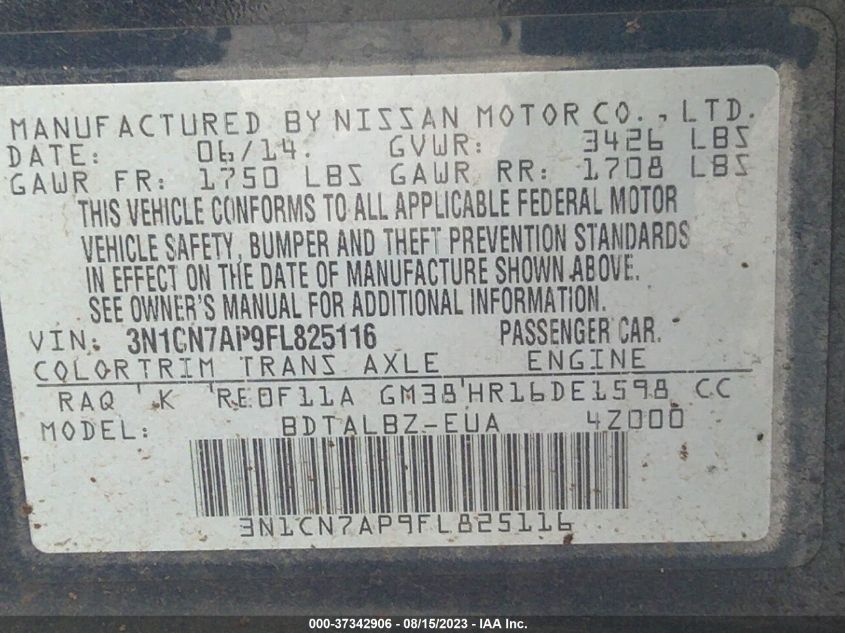 MANUFACTURED BY NISSAN MOTOR CO., LTD.
DATE: 06/14. GVWR: 3426 LBS
GAWR FR: 1750 LBS GAWR RR: 1708 LBS
THIS VEHICLE CONFORMS TO ALL APPLICABLE FEDERAL MOTOR
VEHICLE SAFETY, BUMPER AND THEFT PREVENTION STANDARDS
IN EFFECT ON THE DATE OF MANUFACTURE SHOWN ABOVE.
SEE OWNER'S MANUAL FOR ADDITIONAL INFORMATION.
VIN: 3N1CN7AP9FL825116 PASSENGER CAR.
COLOR TRIM TRANS AXLE ENGINE
RAQ K RE0F11A GM38 HR16DE1598 CC
MODEL: BDTALBZ-EUA 4Z000
3N1CN7AP9FL825116
000-37342906 - 08/15/2023 - IAA Inc.